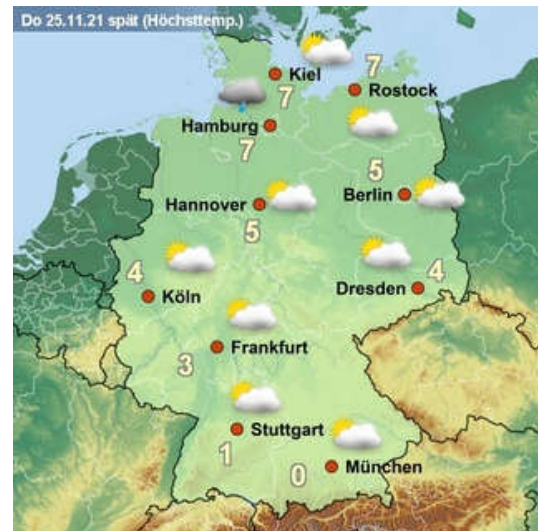 Do 25.11.21 spät (Höchsttemp.)
Kiel
7
7
Rostock
Hamburg
7
5
Berlin
Hannover
5
4
Köln
Dresden
4
Frankfurt
3
Stuttgart
1
0
München